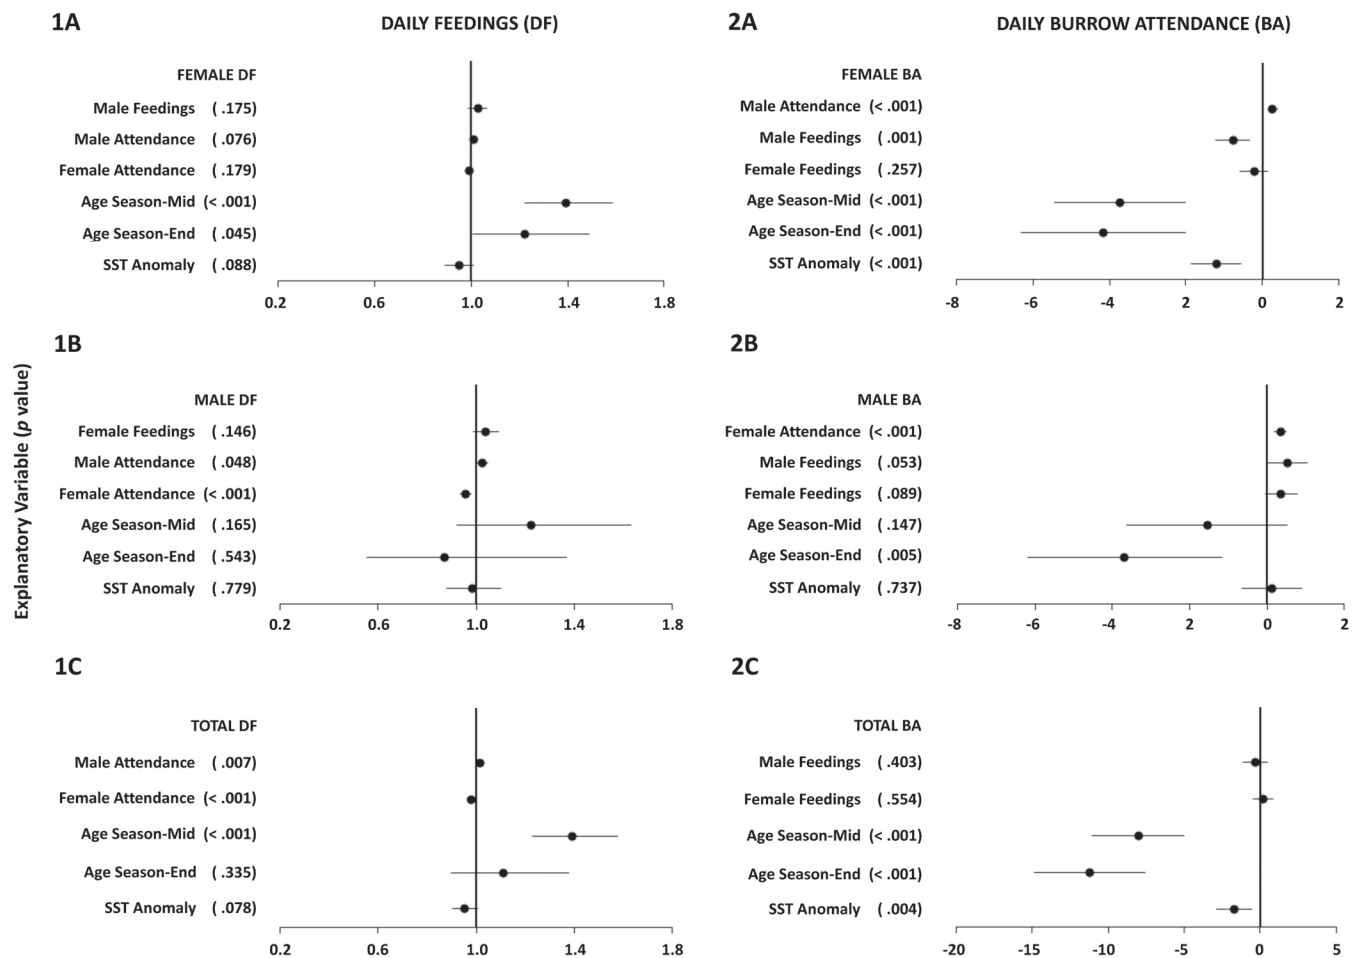 1A
DAILY FEEDINGS (DF)
FEMALE DF
Male Feedings ( .175)
Male Attendance ( .076)
Female Attendance ( .179)
Age Season-Mid (< .001)
Age Season-End ( .045)
SST Anomaly ( .088)
0.2 0.6 1.0 1.4 1.8
2A
DAILY BURROW ATTENDANCE (BA)
FEMALE BA
Male Attendance (< .001)
Male Feedings ( .001)
Female Feedings ( .257)
Age Season-Mid (< .001)
Age Season-End (< .001)
SST Anomaly (< .001)
-8 -6 -4 2 0 2
Explanatory Variable (p value)
1B
MALE DF
Female Feedings ( .146)
Male Attendance ( .048)
Female Attendance (< .001)
Age Season-Mid ( .165)
Age Season-End ( .543)
SST Anomaly ( .779)
0.2 0.6 1.0 1.4 1.8
2B
MALE BA
Female Attendance (< .001)
Male Feedings ( .053)
Female Feedings ( .089)
Age Season-Mid ( .147)
Age Season-End ( .005)
SST Anomaly ( .737)
-8 -6 -4 2 0 2
1C
TOTAL DF
Male Attendance ( .007)
Female Attendance (< .001)
Age Season-Mid (< .001)
Age Season-End ( .335)
SST Anomaly ( .078)
0.2 0.6 1.0 1.4 1.8
2C
TOTAL BA
Male Feedings ( .403)
Female Feedings ( .554)
Age Season-Mid (< .001)
Age Season-End (< .001)
SST Anomaly ( .004)
-20 -15 -10 -5 0 5